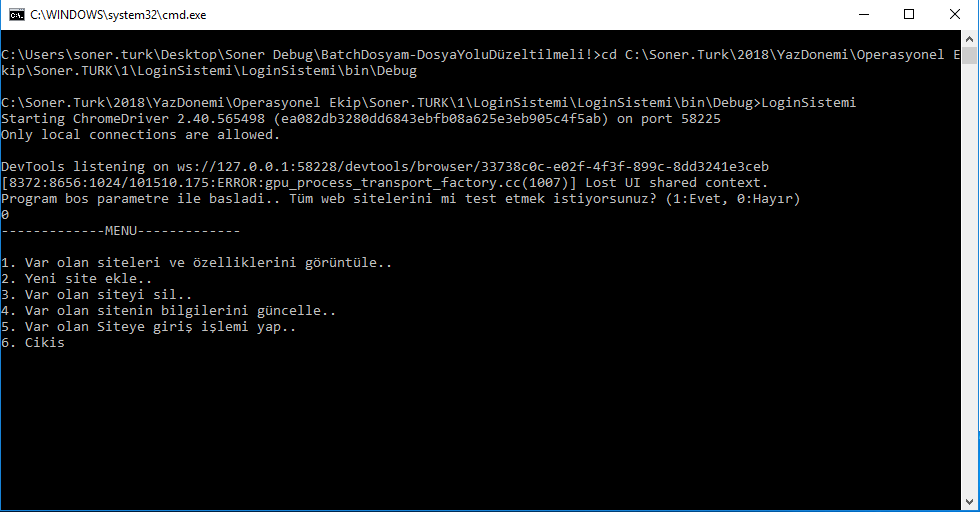 C:\WINDOWS\system32\cmd.exe
C:\Users\soner.turk\Desktop\Soner Debug\BatchDosyam-DosyaYoluDüzeltilmeli!>cd C:\Soner.Turk\2018\YazDonemi\Operasyonel E
kip\Soner.TURK\1\LoginSistemi\LoginSistemi\bin\Debug
C:\Soner.Turk\2018\YazDonemi\Operasyonel Ekip\Soner.TURK\1\LoginSistemi\LoginSistemi\bin\Debug>LoginSistemi
Starting ChromeDriver 2.40.565498 (ea082db3280dd6843ebfb08a625e3eb905c4f5ab) on port 58225
Only local connections are allowed.
DevTools listening on ws://127.0.0.1:58228/devtools/browser/33738c0c-e02f-4f3f-899c-8dd3241e3ceb
[8372:8656:1024/101510.175:ERROR:gpu_process_transport_factory.cc(1007)] Lost UI shared context.
Program bos parametre ile basladi.. Tüm web sitelerini mi test etmek istiyorsunuz? (1:Evet, 0:Hayır)
0
-------------MENU-------------
1. Var olan siteleri ve özelliklerini görüntüle..
2. Yeni site ekle..
3. Var olan siteyi sil..
4. Var olan sitenin bilgilerini güncelle..
5. Var olan Siteye giriş işlemi yap..
6. Cikis